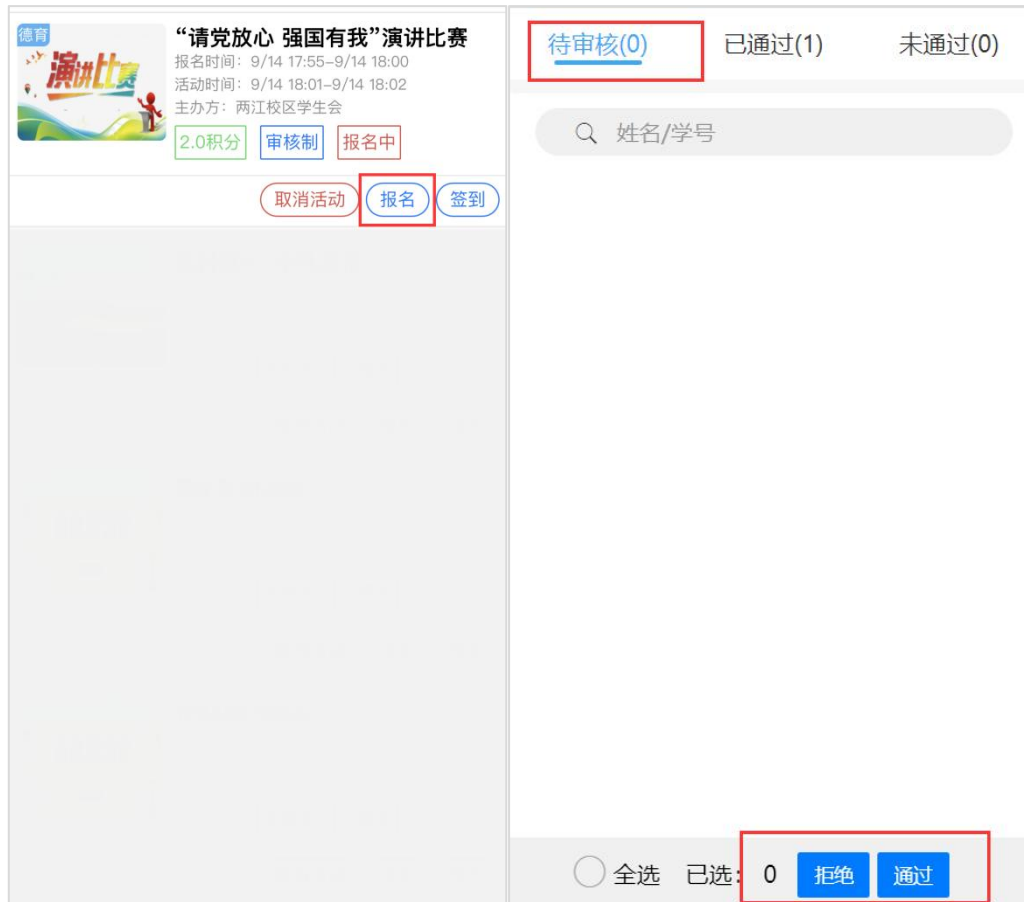 德育
演讲比赛
“请党放心 强国有我”演讲比赛
报名时间：9/14 17:55-9/14 18:00
活动时间：9/14 18:01-9/14 18:02
主办方：两江校区学生会
2.0积分 审核制 报名中
取消活动 报名 签到
待审核(0) 已通过(1) 未通过(0)
姓名/学号
全选 已选： 0 拒绝 通过